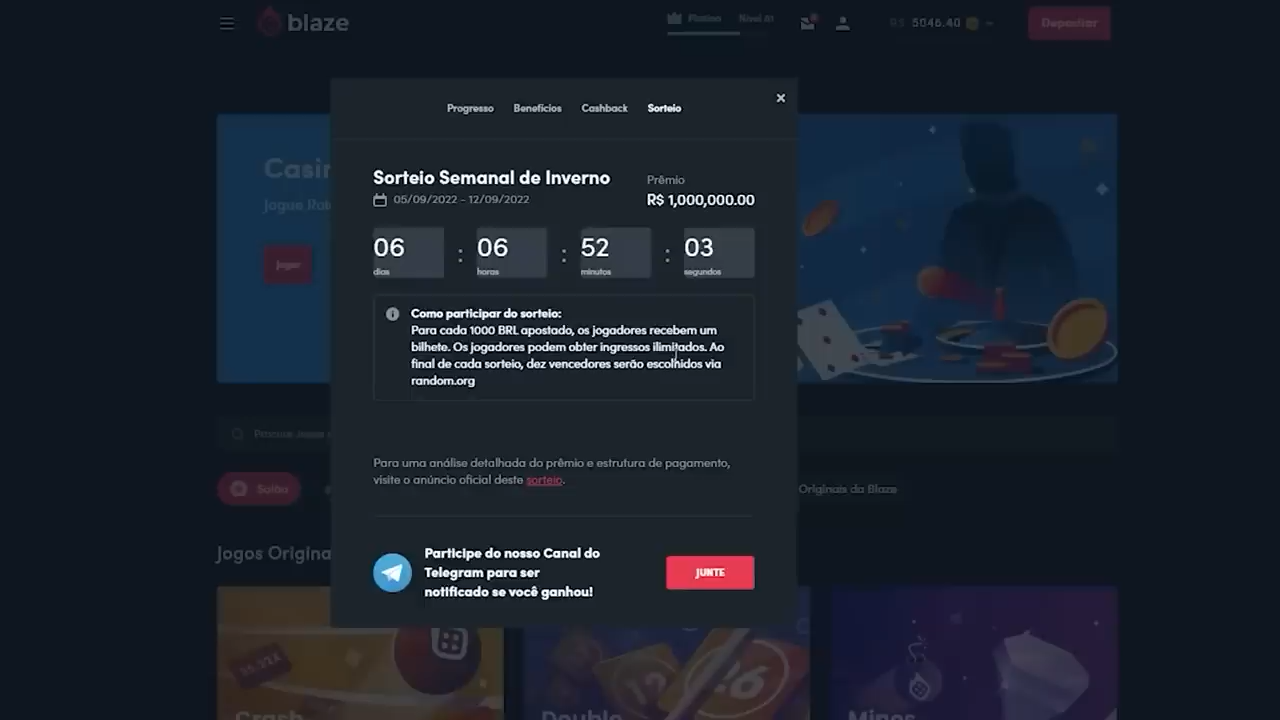 blaze
Platina
Nível 01
R$ 5046.40
Depositar
Progresso
Benefícios
Cashback
Sorteio
Casin
Sorteio Semanal de Inverno
05/09/2022 - 12/09/2022
Prêmio
R$ 1,000,000.00
06
dias
:
06
horas
:
52
minutos
:
03
segundos
Jogar
Como participar do sorteio:
Para cada 1000 BRL apostado, os jogadores recebem um
bilhete. Os jogadores podem obter ingressos ilimitados. Ao
final de cada sorteio, dez vencedores serão escolhidos via
random.org
Para uma análise detalhada do prêmio e estrutura de pagamento,
visite o anúncio oficial deste sorteio.
Originais da Blaze
Jogos Origina
Participe do nosso Canal do
Telegram para ser
notificado se você ganhou!
JUNTE
Crash
Double
Mines